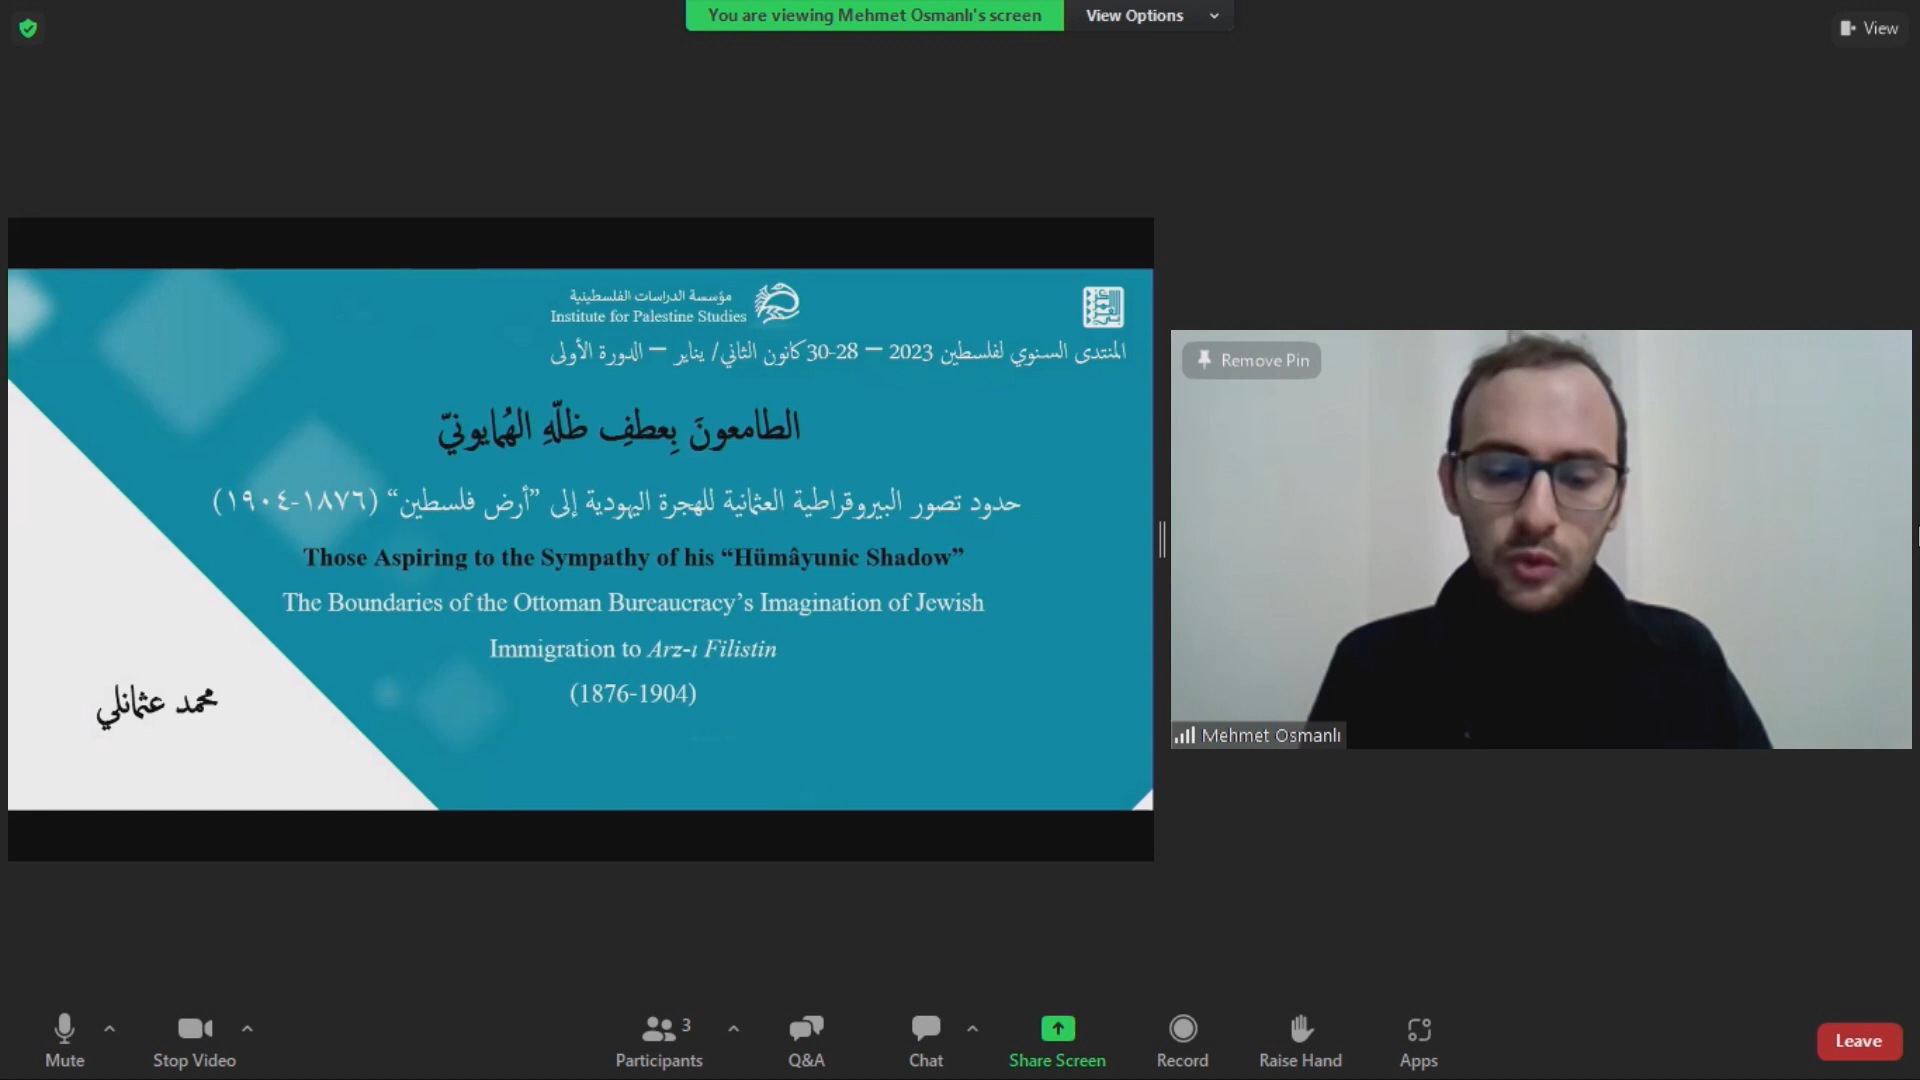 You are viewing Mehmet Osmanlı's screen
View Options
View
مؤسسة الدراسات الفلسطينية
Institute for Palestine Studies
المنتدى السنوي لفلسطين 2023 – 28-30 كانون الثاني/ يناير – الدورة الأولى
الطامعونَ بِعطفِ ظلّهِ الهُمايونيّ
حدود تصور البيروقراطية العثمانية للهجرة اليهودية إلى “أرض فلسطين“ (١٨٧٦-١٩٠٤)
Those Aspiring to the Sympathy of his “Hümâyunic Shadow”
The Boundaries of the Ottoman Bureaucracy’s Imagination of Jewish
Immigration to Arz-ı Filistin
(1876-1904)
محمد عثمانلي
Remove Pin
Mehmet Osmanlı
Mute
Stop Video
Participants 3
Q&A
Chat
Share Screen
Record
Raise Hand
Apps
Leave